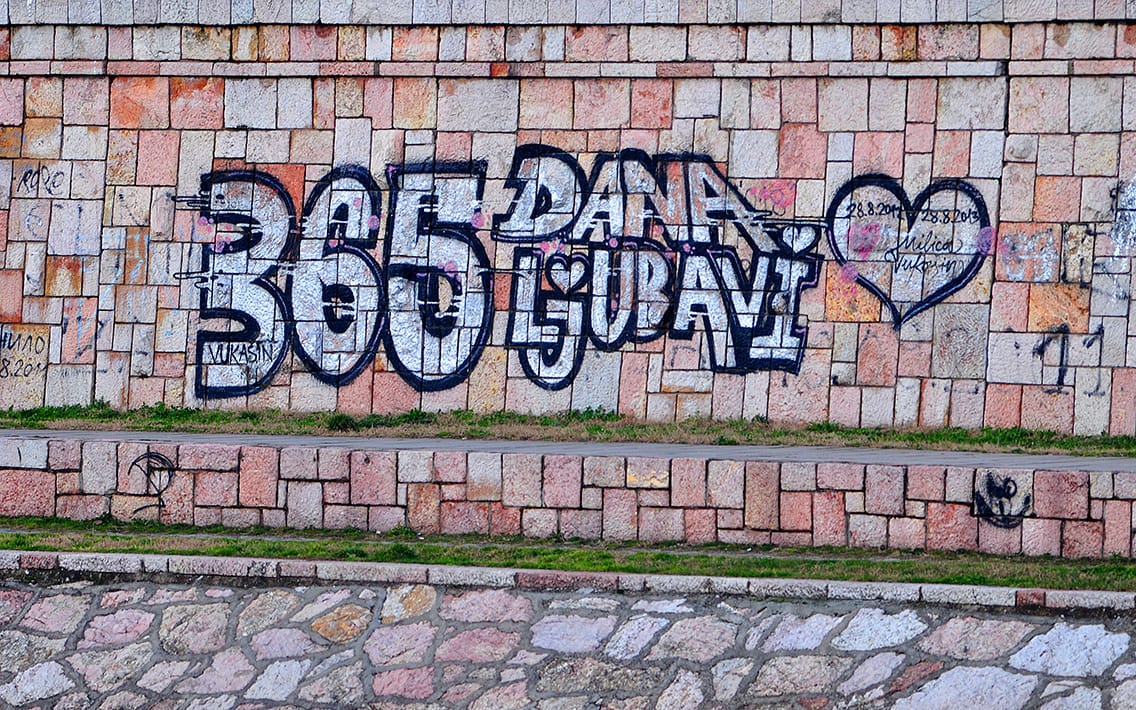 365 DANA
LJUBAVI
28.8.2012 28.8.2013
Milica
Vukašin
VUKAŠIN